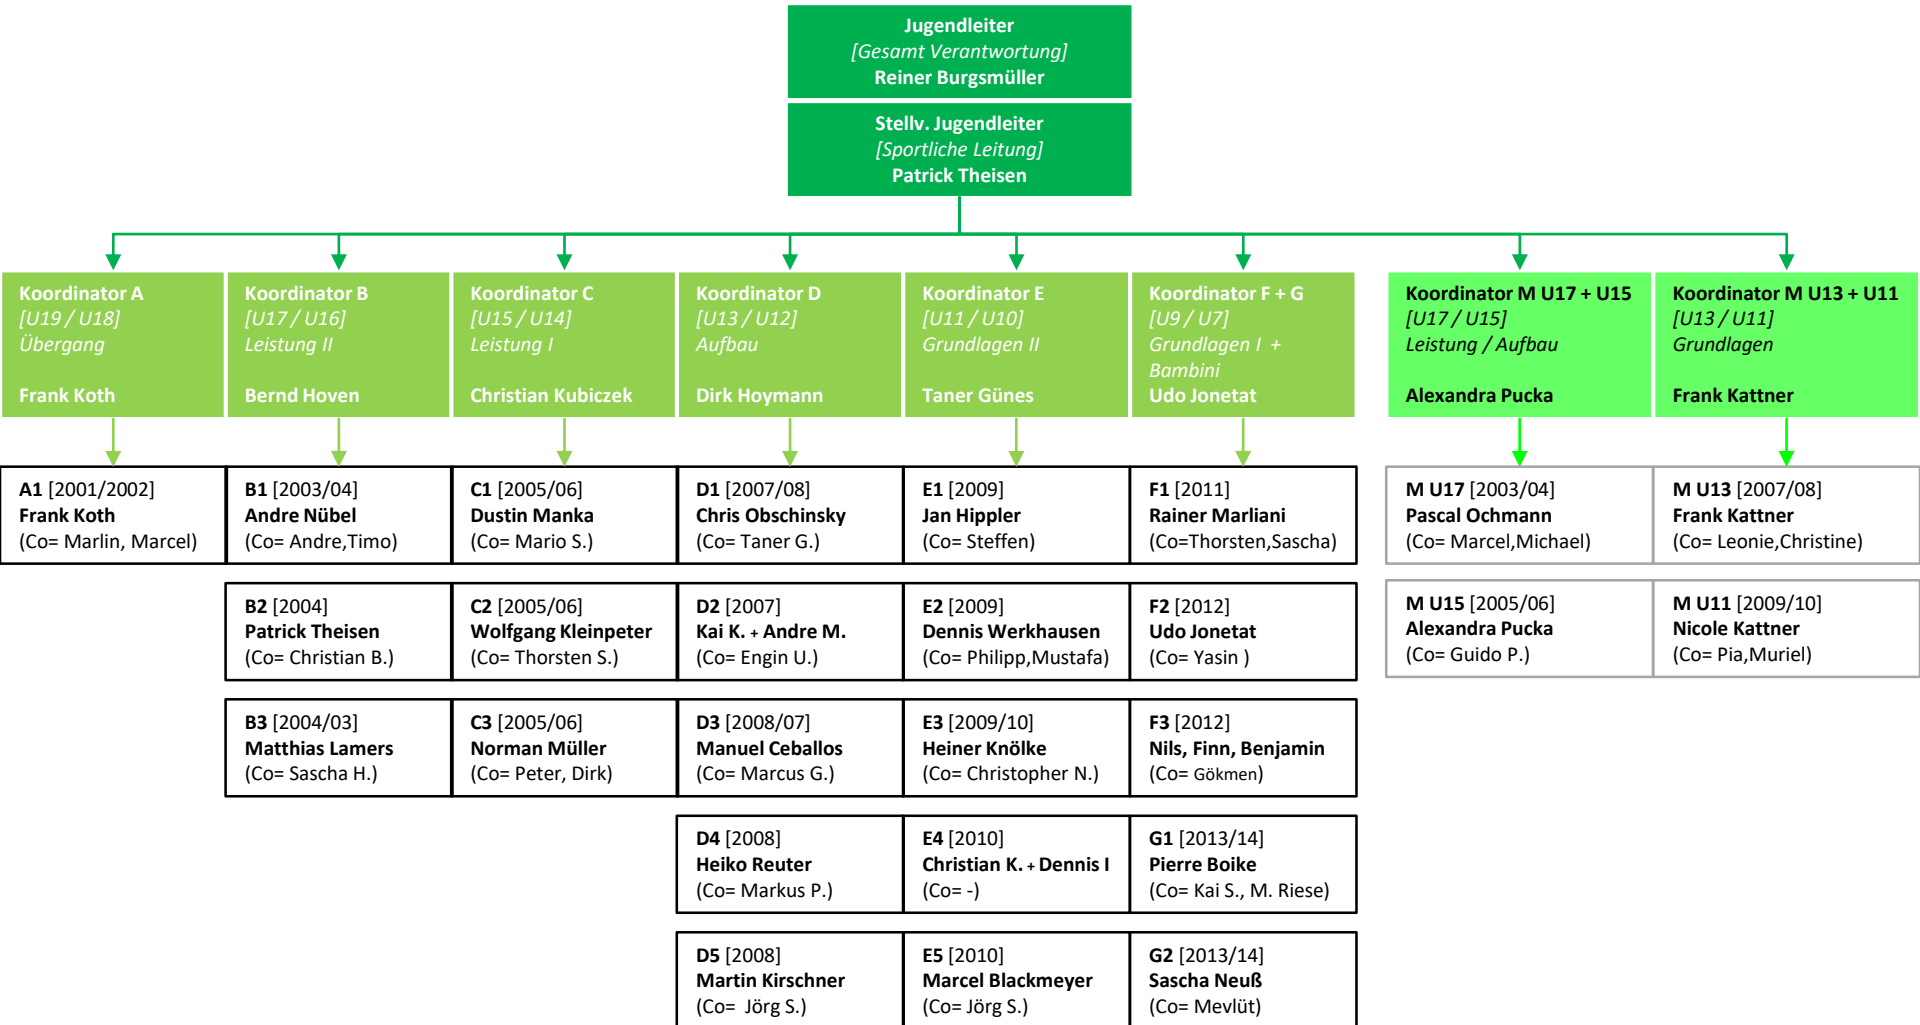 Jugendleiter
[Gesamt Verantwortung]
Reiner Burgsmüller
Stellv. Jugendleiter
[Sportliche Leitung]
Patrick Theisen
Koordinator A
[U19 / U18]
Übergang
Frank Koth
Koordinator B
[U17 / U16]
Leistung II
Bernd Hoven
Koordinator C
[U15 / U14]
Leistung I
Christian Kubiczek
Koordinator D
[U13 / U12]
Aufbau
Dirk Hoymann
Koordinator E
[U11 / U10]
Grundlagen II
Taner Günes
Koordinator F + G
[U9 / U7]
Grundlagen I +
Bambini
Udo Jonetat
Koordinator M U17 + U15
[U17 / U15]
Leistung / Aufbau
Alexandra Pucka
Koordinator M U13 + U11
[U13 / U11]
Grundlagen
Frank Kattner
A1 [2001/2002]
Frank Koth
(Co= Marlin, Marcel)
B1 [2003/04]
Andre Nübel
(Co= Andre,Timo)
C1 [2005/06]
Dustin Manka
(Co= Mario S.)
D1 [2007/08]
Chris Obschinsky
(Co= Taner G.)
E1 [2009]
Jan Hippler
(Co= Steffen)
F1 [2011]
Rainer Marliani
(Co=Thorsten,Sascha)
M U17 [2003/04]
Pascal Ochmann
(Co= Marcel,Michael)
M U13 [2007/08]
Frank Kattner
(Co= Leonie,Christine)
B2 [2004]
Patrick Theisen
(Co= Christian B.)
C2 [2005/06]
Wolfgang Kleinpeter
(Co= Thorsten S.)
D2 [2007]
Kai K. + Andre M.
(Co= Engin U.)
E2 [2009]
Dennis Werkhausen
(Co= Philipp,Mustafa)
F2 [2012]
Udo Jonetat
(Co= Yasin )
M U15 [2005/06]
Alexandra Pucka
(Co= Guido P.)
M U11 [2009/10]
Nicole Kattner
(Co= Pia,Muriel)
B3 [2004/03]
Matthias Lamers
(Co= Sascha H.)
C3 [2005/06]
Norman Müller
(Co= Peter, Dirk)
D3 [2008/07]
Manuel Ceballos
(Co= Marcus G.)
E3 [2009/10]
Heiner Knölke
(Co= Christopher N.)
F3 [2012]
Nils, Finn, Benjamin
(Co= Gökmen)
D4 [2008]
Heiko Reuter
(Co= Markus P.)
E4 [2010]
Christian K. + Dennis I
(Co= -)
G1 [2013/14]
Pierre Boike
(Co= Kai S., M. Riese)
D5 [2008]
Martin Kirschner
(Co=  Jörg S.)
E5 [2010]
Marcel Blackmeyer
(Co= Jörg S.)
G2 [2013/14]
Sascha Neuß
(Co= Mevlüt)